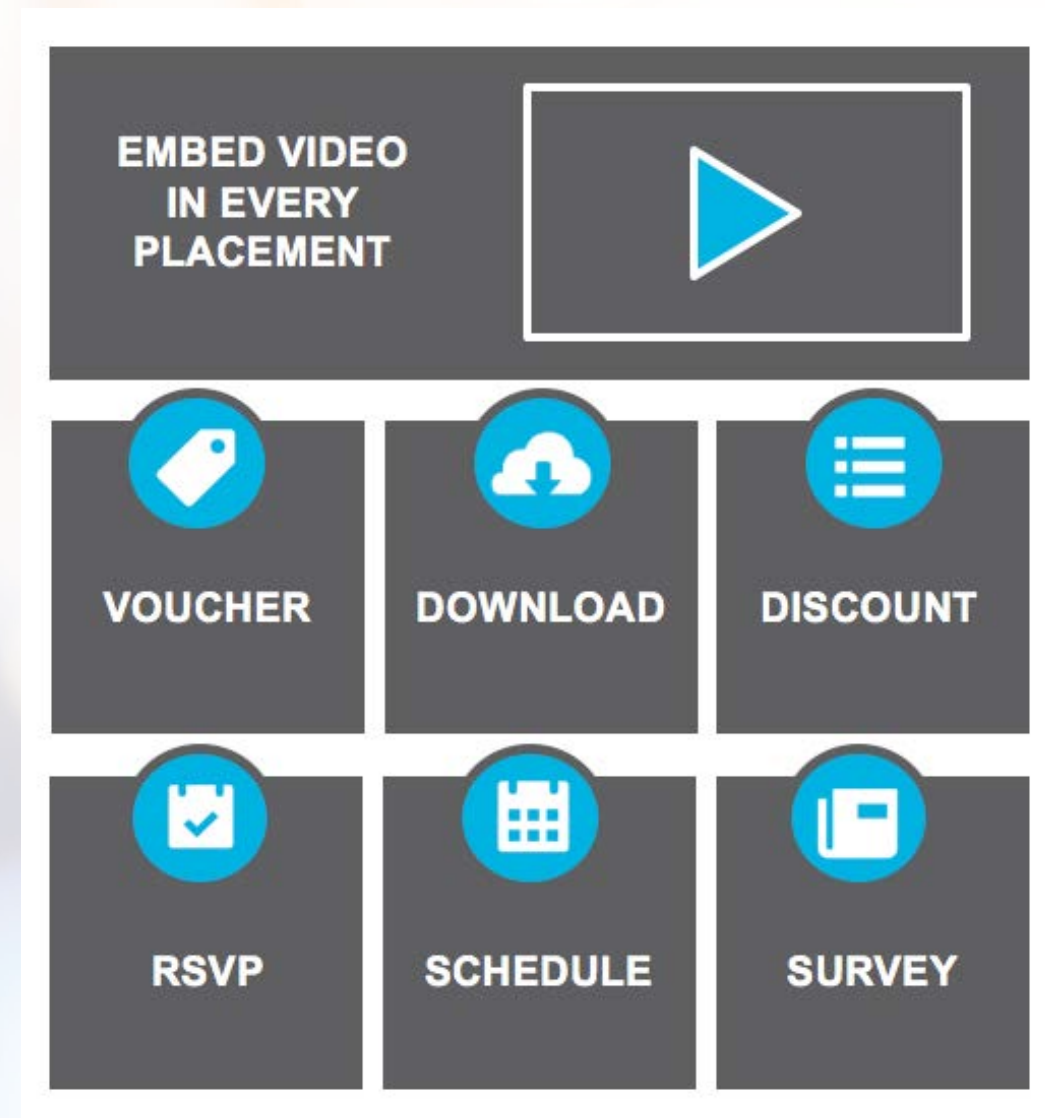 EMBED VIDEO
IN EVERY
PLACEMENT
VOUCHER
DOWNLOAD
DISCOUNT
RSVP
SCHEDULE
SURVEY